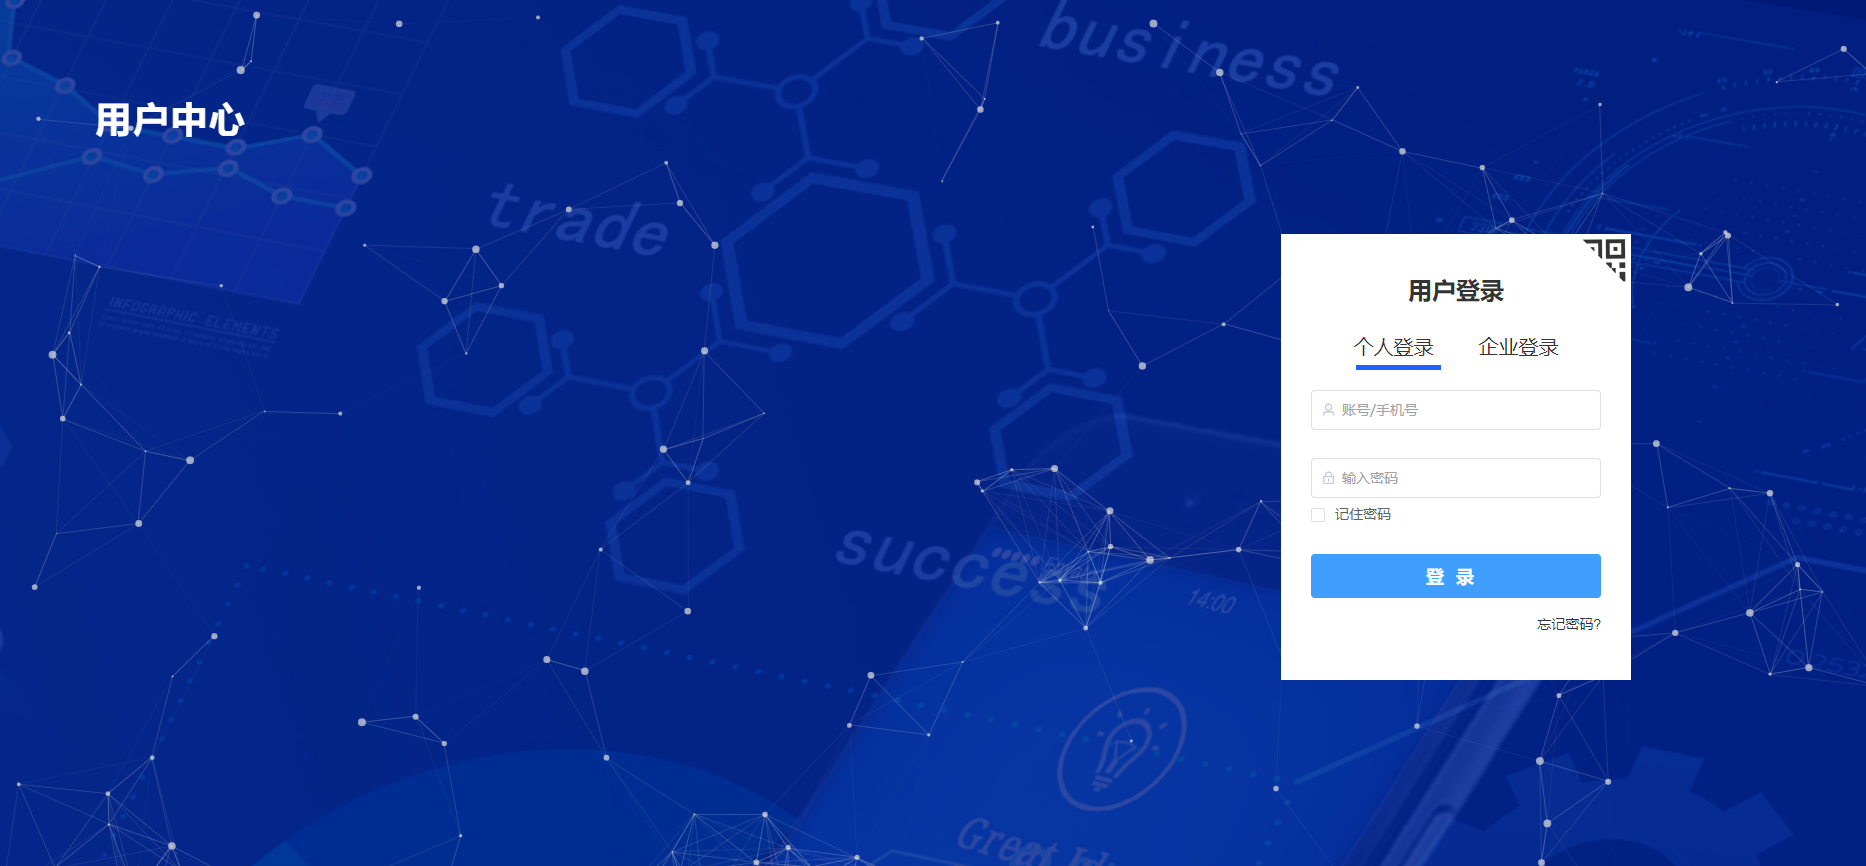 business
用户中心
trade
INFOGRAPHIC ELEMENTS
用户登录
个人登录 企业登录
账号/手机号
输入密码
记住密码
success
14:00
登 录
忘记密码?
Great